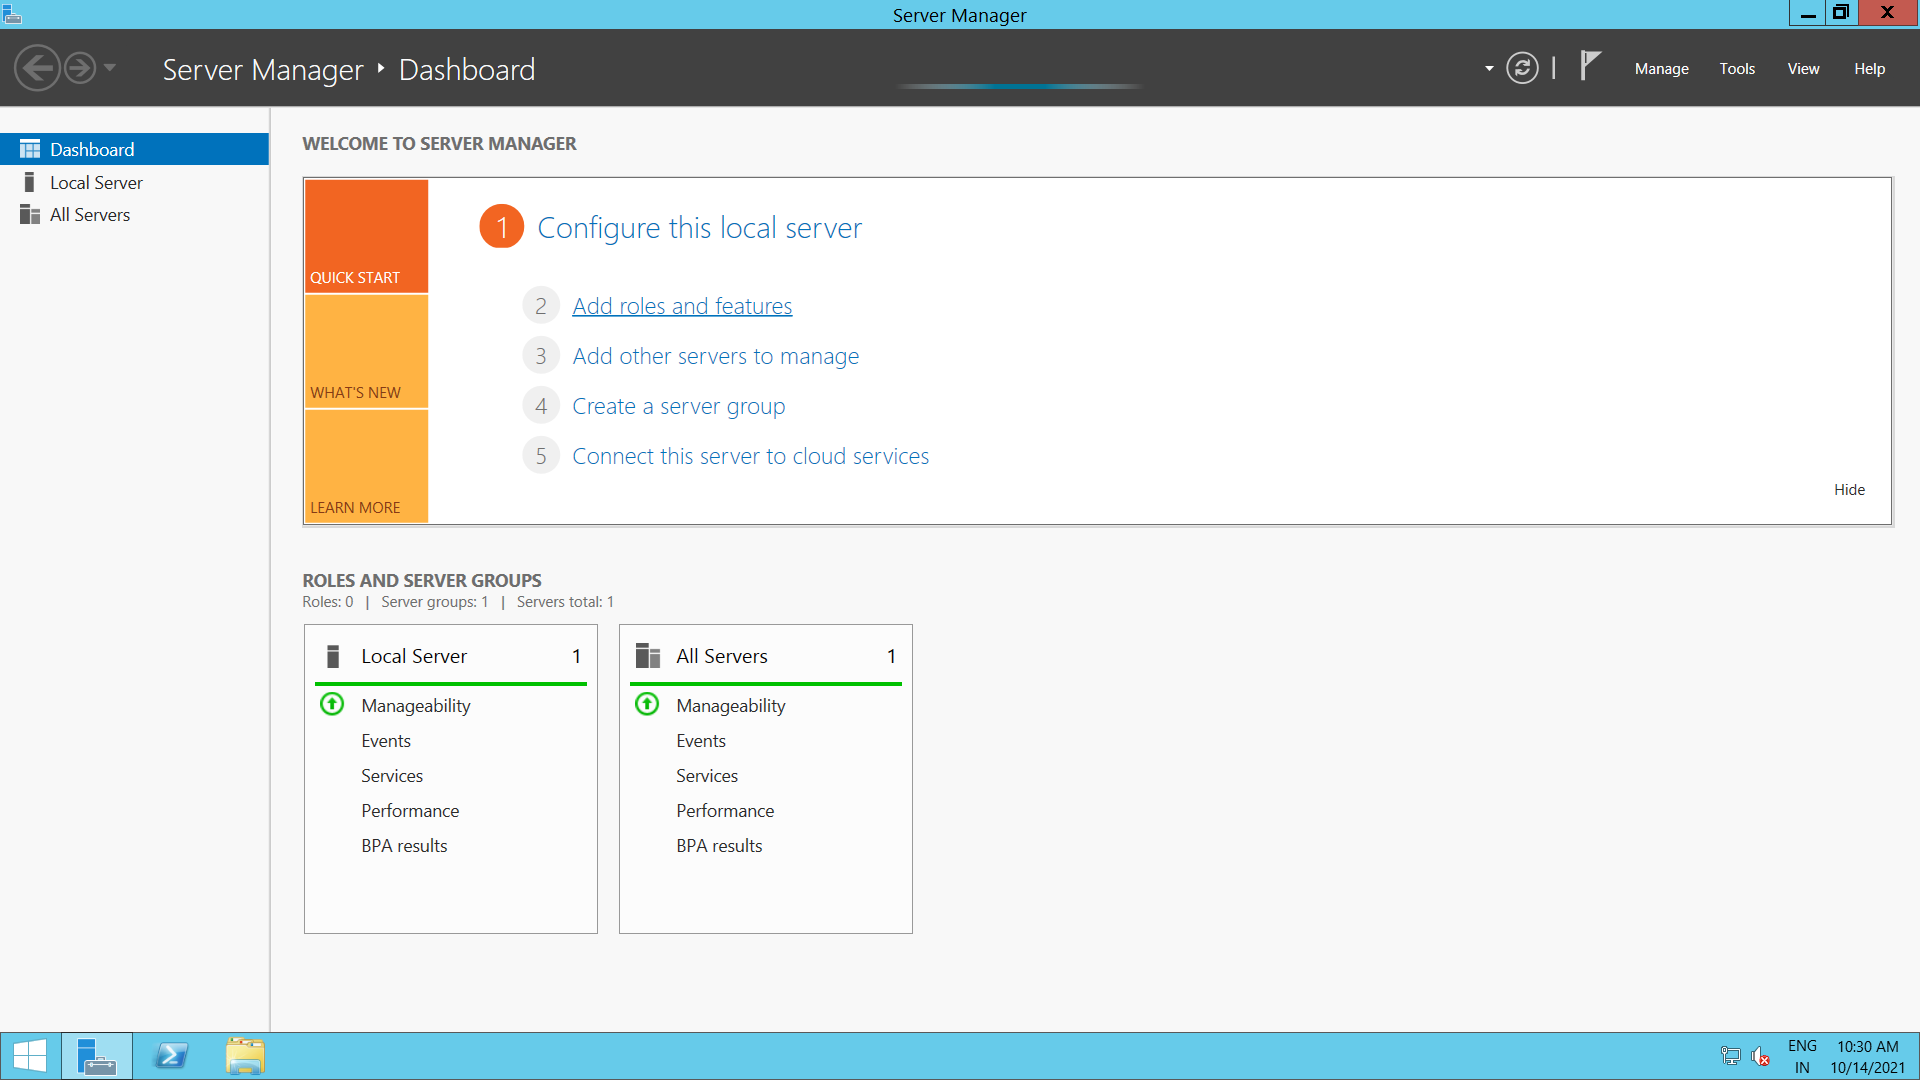 Server Manager
Server Manager ‣ Dashboard
Manage Tools View Help
Dashboard
Local Server
All Servers
WELCOME TO SERVER MANAGER
QUICK START
WHAT'S NEW
LEARN MORE
1 Configure this local server
2 Add roles and features
3 Add other servers to manage
4 Create a server group
5 Connect this server to cloud services
Hide
ROLES AND SERVER GROUPS
Roles: 0 | Server groups: 1 | Servers total: 1
Local Server 1
Manageability
Events
Services
Performance
BPA results
All Servers 1
Manageability
Events
Services
Performance
BPA results
ENG
IN
10:30 AM
10/14/2021